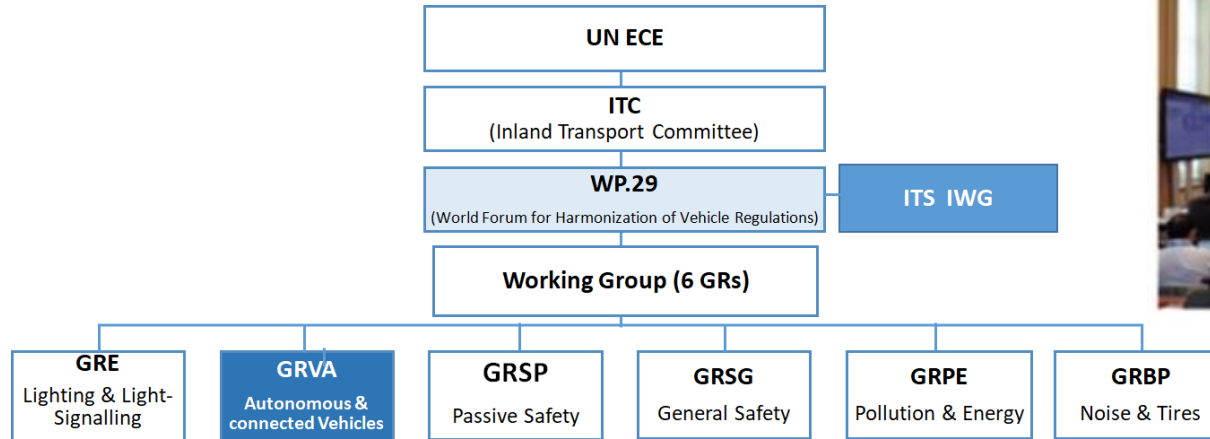 UN ECE
ITC
(Inland Transport Committee)
WP.29
(World Forum for Harmonization of Vehicle Regulations)
ITS IWG
Working Group (6 GRs)
GRE
Lighting & Light-
Signalling
GRVA
Autonomous &
connected Vehicles
GRSP
Passive Safety
GRSG
General Safety
GRPE
Pollution & Energy
GRBP
Noise & Tires